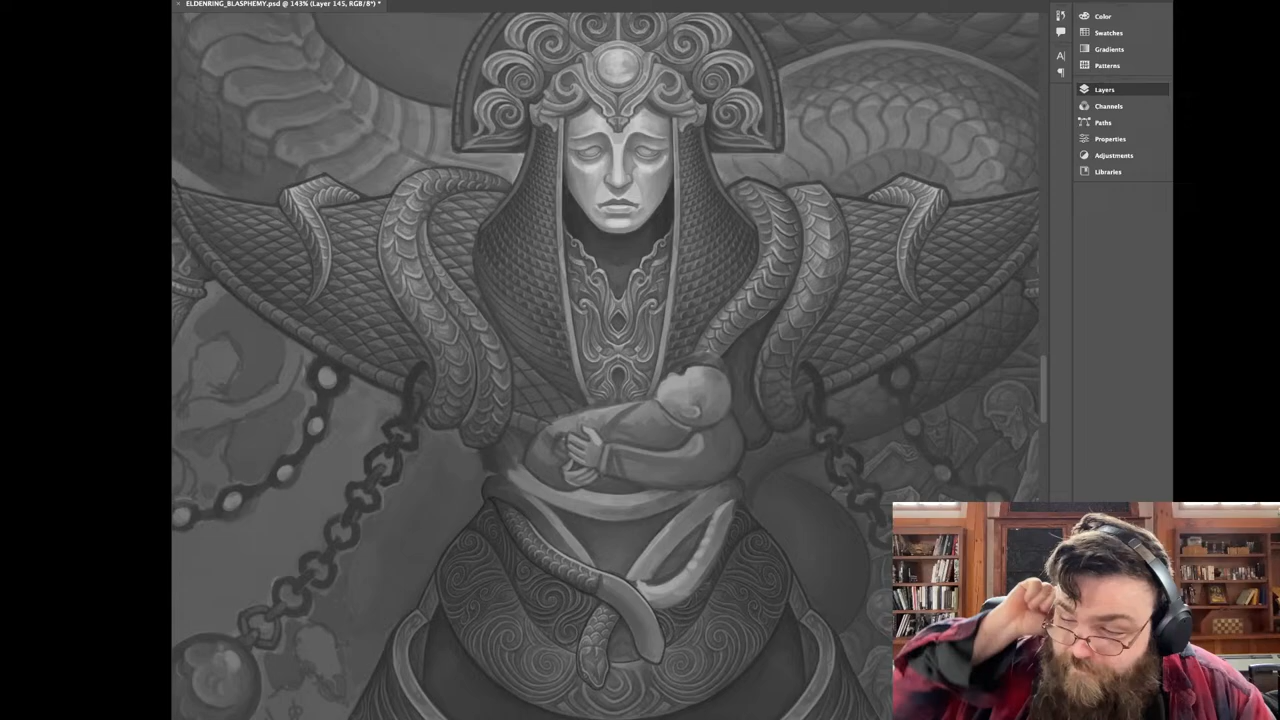 × ELDENRING_BLASPHEMY.psd @ 143% (Layer 145, RGB/8*) *
Color
Swatches
Gradients
A|
Patterns
¶
Layers
Channels
Paths
Properties
Adjustments
Libraries